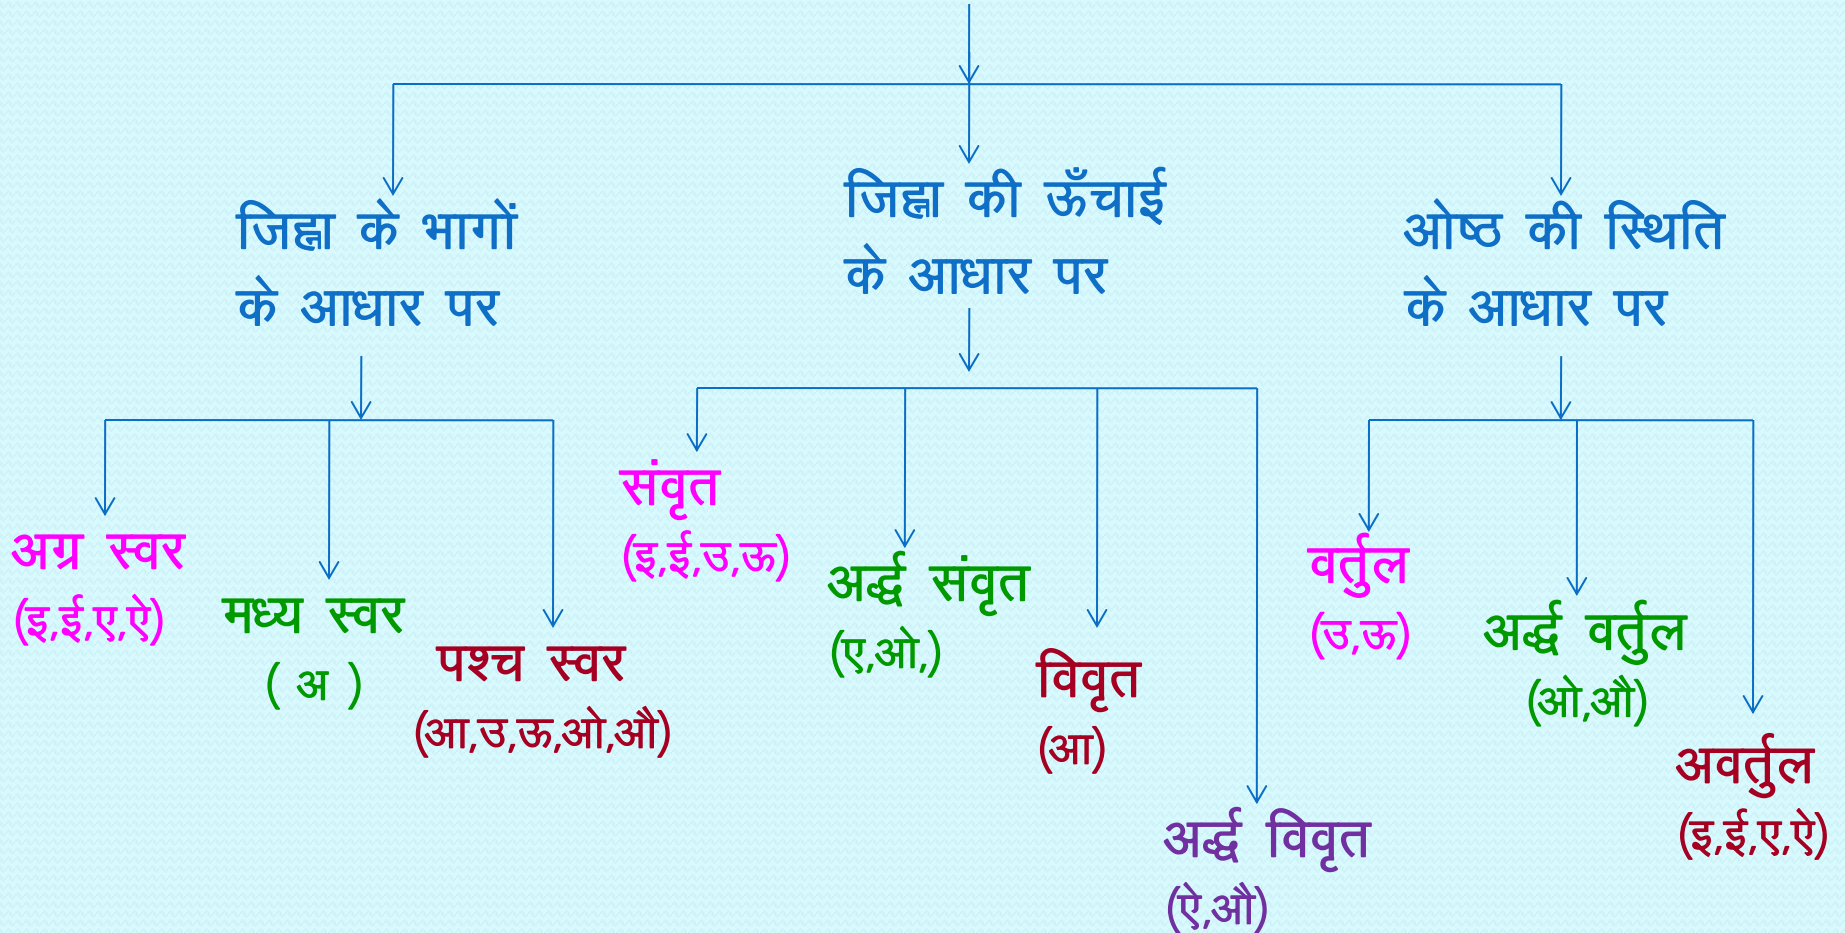 जिह्वा के भागों
के आधार पर
जिह्वा की ऊँचाई
के आधार पर
ओष्ठ की स्थिति
के आधार पर
अग्र स्वर
(इ,ई,ए,ऐ)
मध्य स्वर
( अ )
पश्च स्वर
(आ,उ,ऊ,ओ,औ)
संवृत
(इ,ई,उ,ऊ)
अर्द्ध संवृत
(ए,ओ,)
विवृत
(आ)
अर्द्ध विवृत
(ऐ,औ)
वर्तुल
(उ,ऊ)
अर्द्ध वर्तुल
(ओ,औ)
अवर्तुल
(इ,ई,ए,ऐ)